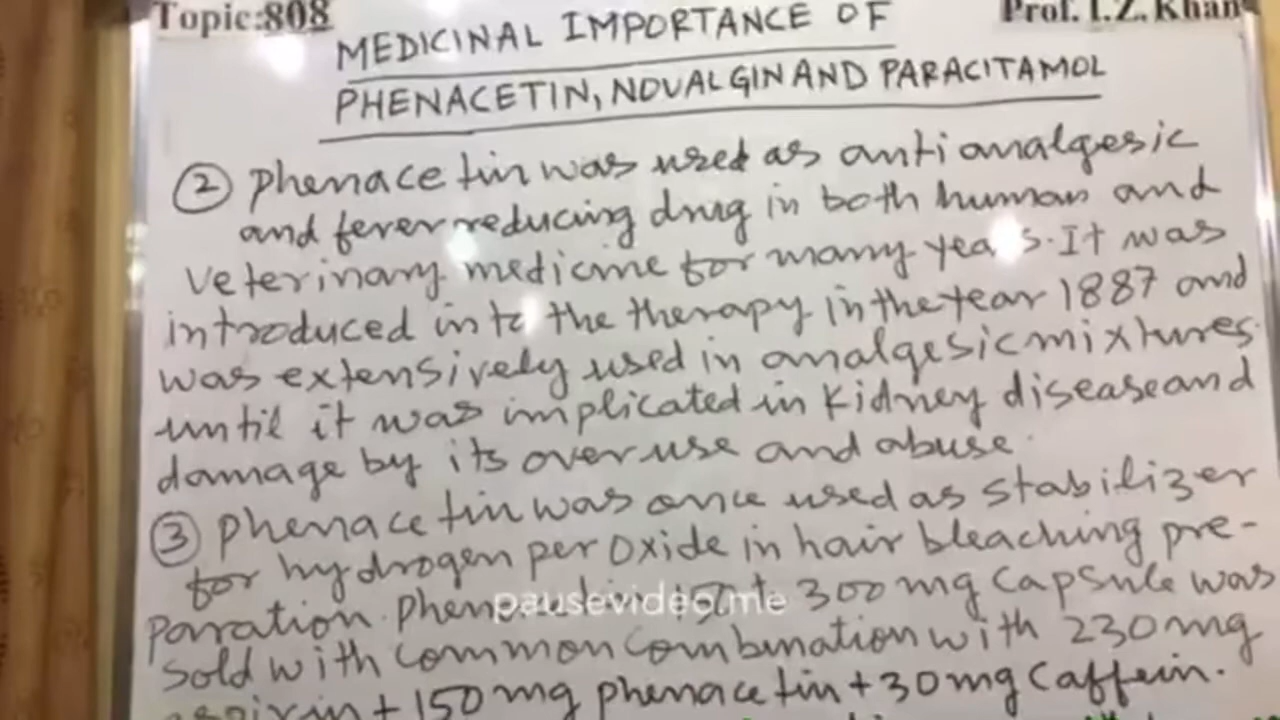 Topic:808 Prof. I.Z. Khan
MEDICINAL IMPORTANCE OF
PHENACETIN, NOVALGIN AND PARACITAMOL
② Phenacetin was used as anti analgesic
and fever reducing drug in both human and
veterinary medicine for many years. It was
introduced into the therapy in the year 1887 and
was extensively used in analgesic mixtures
until it was implicated in kidney disease and
damage by its over use and abuse.
③ Phenacetin was once used as stabilizer
for hydrogen per oxide in hair bleaching pre-
paration. 300 mg capsule was
pausevideo.me
sold with common combination with 230 mg
aspirin + 150 mg phenacetin + 30 mg caffein.